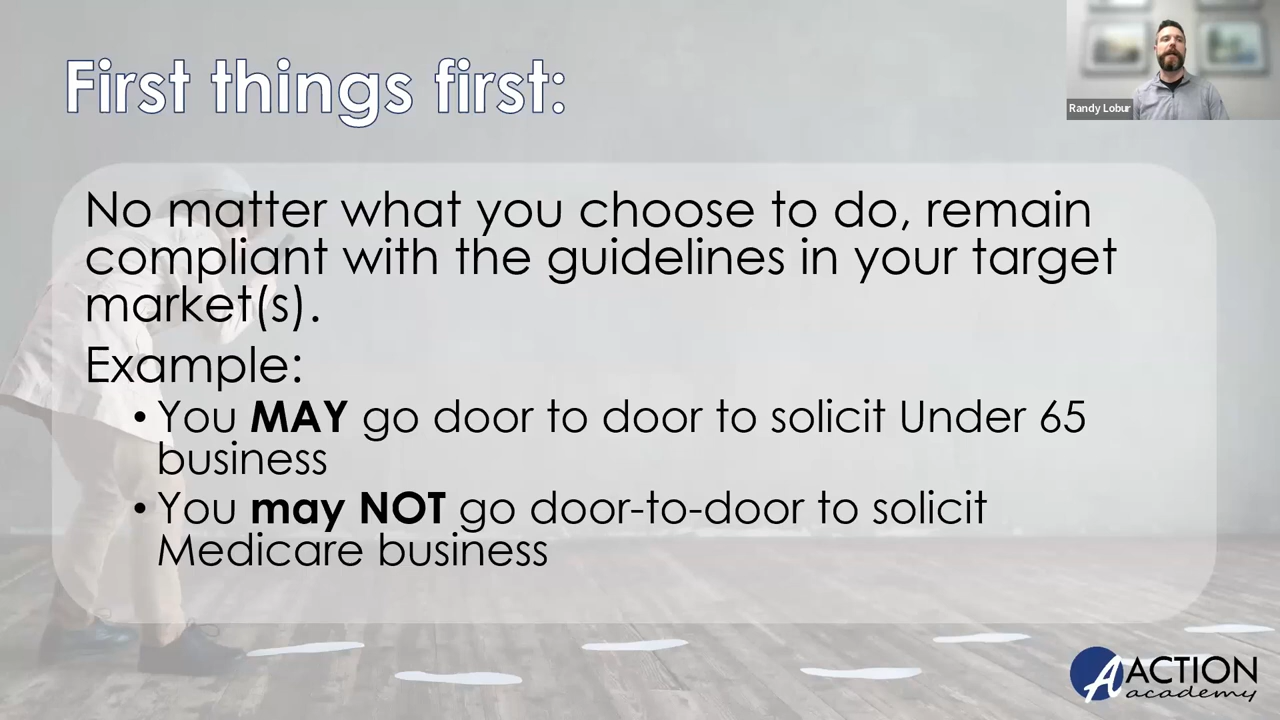 First things first:
Randy Lobur
No matter what you choose to do, remain
compliant with the guidelines in your target
market(s).
Example:
• You MAY go door to door to solicit Under 65
business
• You may NOT go door-to-door to solicit
Medicare business
A ACTION
academy